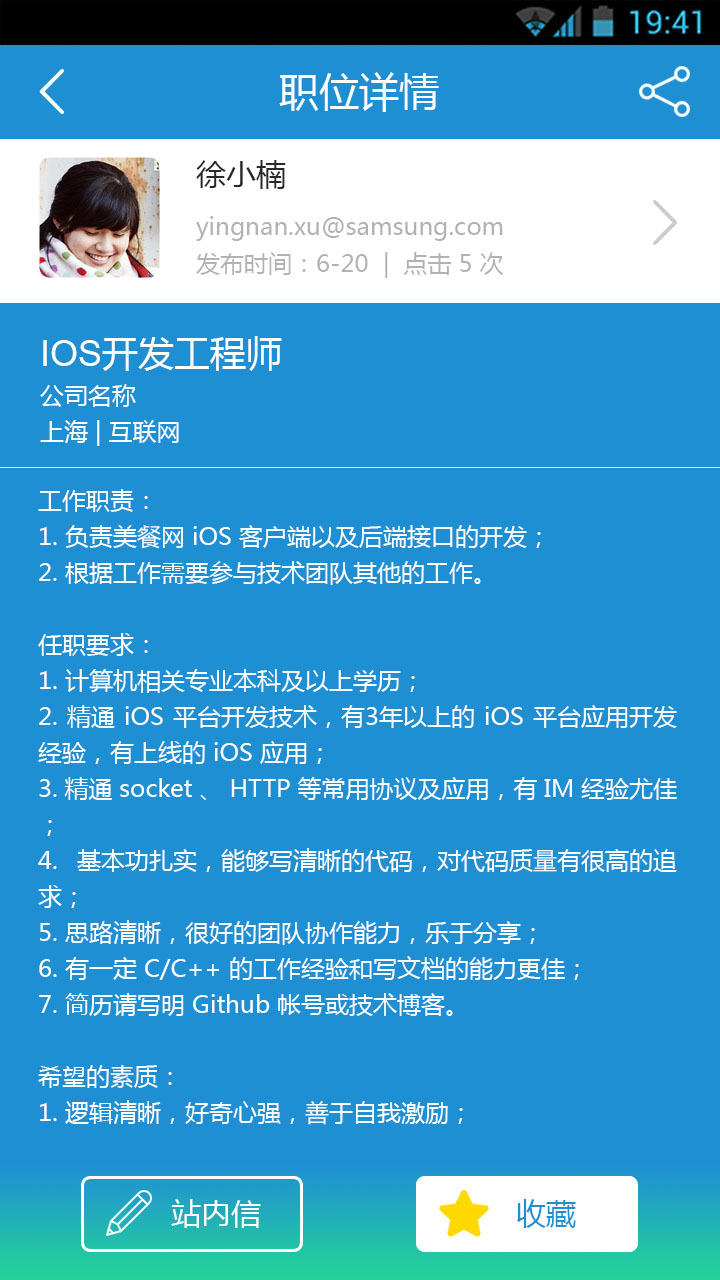 19:41
职位详情
徐小楠
yingnan.xu@samsung.com
发布时间：6-20 | 点击 5 次
IOS开发工程师
公司名称
上海 | 互联网
工作职责：
1. 负责美餐网 iOS 客户端以及后端接口的开发；
2. 根据工作需要参与技术团队其他的工作。
任职要求：
1. 计算机相关专业本科及以上学历；
2. 精通 iOS 平台开发技术，有3年以上的 iOS 平台应用开发
经验，有上线的 iOS 应用；
3. 精通 socket 、 HTTP 等常用协议及应用，有 IM 经验尤佳
；
4. 基本功扎实，能够写清晰的代码，对代码质量有很高的追
求；
5. 思路清晰，很好的团队协作能力，乐于分享；
6. 有一定 C/C++ 的工作经验和写文档的能力更佳；
7. 简历请写明 Github 帐号或技术博客。
希望的素质：
1. 逻辑清晰，好奇心强，善于自我激励；
站内信
收藏